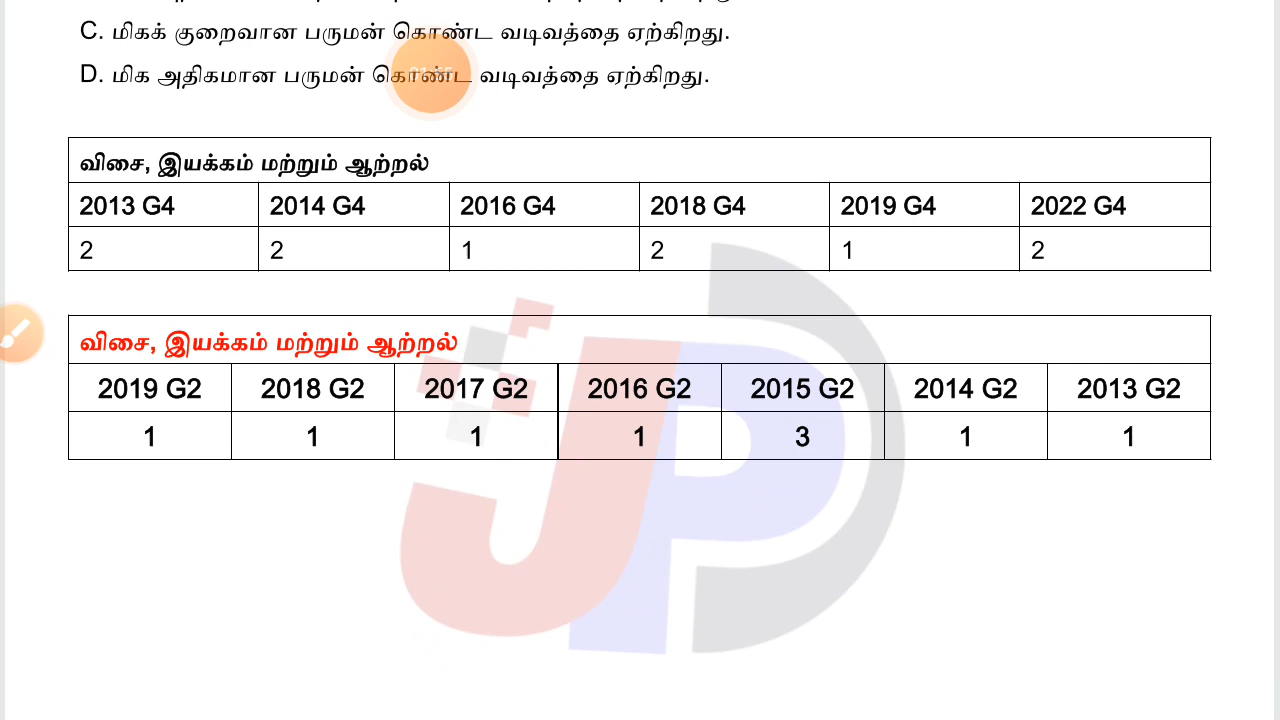 C. மிகக் குறைவான பருமன் கொண்ட வடிவத்தை ஏற்கிறது.
D. மிக அதிகமான பருமன் கொண்ட வடிவத்தை ஏற்கிறது.
விசை, இயக்கம் மற்றும் ஆற்றல்
2013 G4 2014 G4 2016 G4 2018 G4 2019 G4 2022 G4
2 2 1 2 1 2
விசை, இயக்கம் மற்றும் ஆற்றல்
2019 G2 2018 G2 2017 G2 2016 G2 2015 G2 2014 G2 2013 G2
1 1 1 1 3 1 1
JP